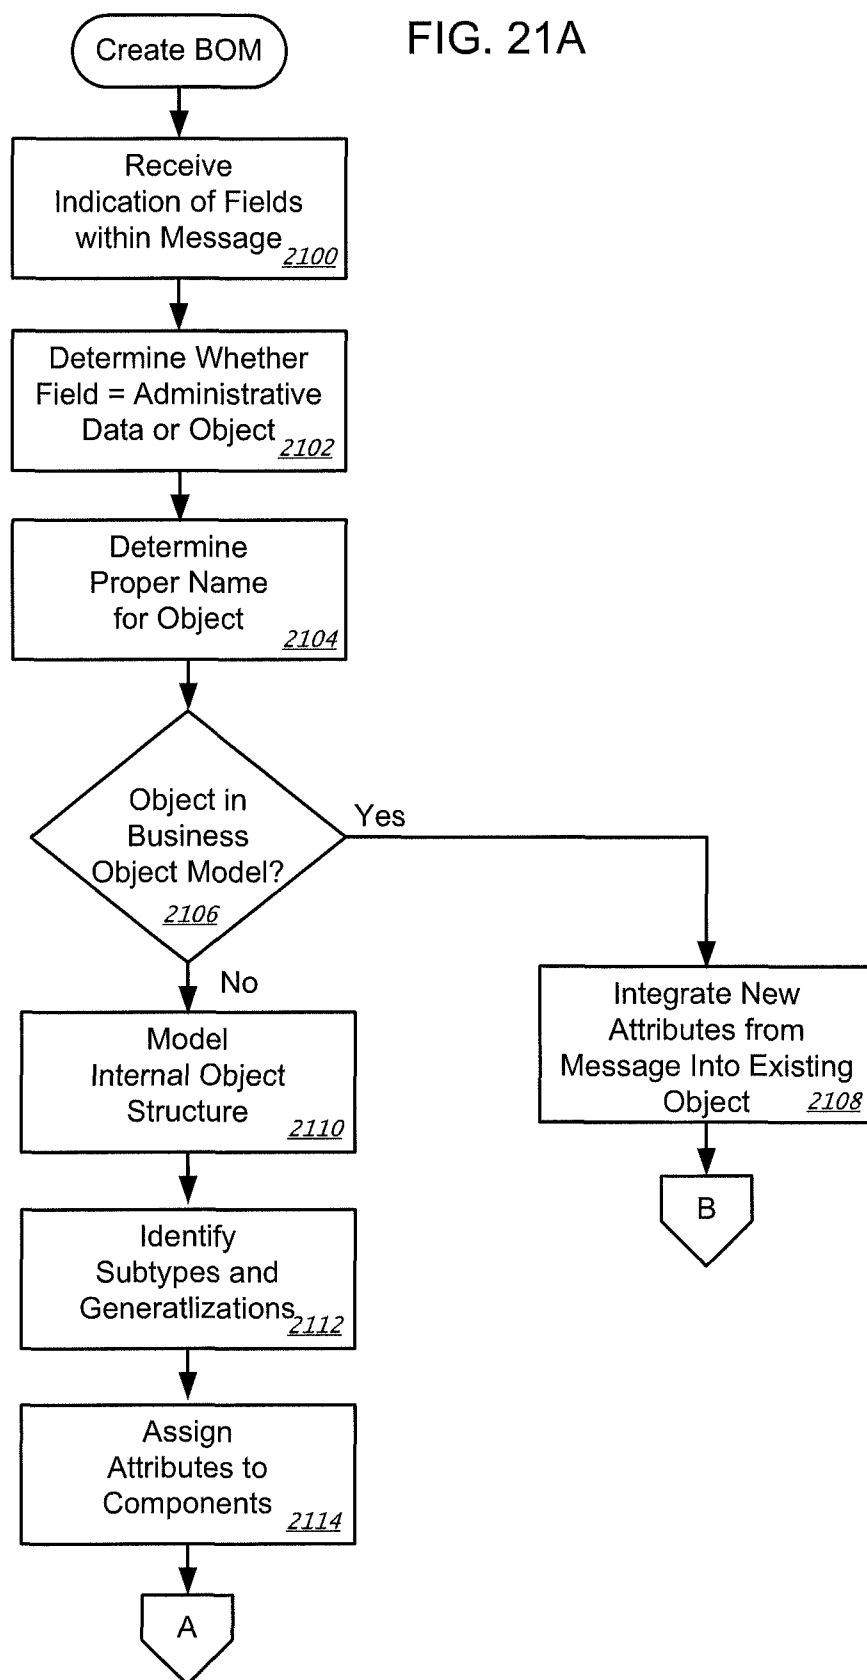 FIG. 21A
Create BOM
Receive
Indication of Fields
within Message
2100
Determine Whether
Field = Administrative
Data or Object
2102
Determine
Proper Name
for Object
2104
Object in
Business
Object Model?
2106
Yes
No
Integrate New
Attributes from
Message Into Existing
Object
2108
B
Model
Internal Object
Structure
2110
Identify
Subtypes and
Generatlizations
2112
Assign
Attributes to
Components
2114
A